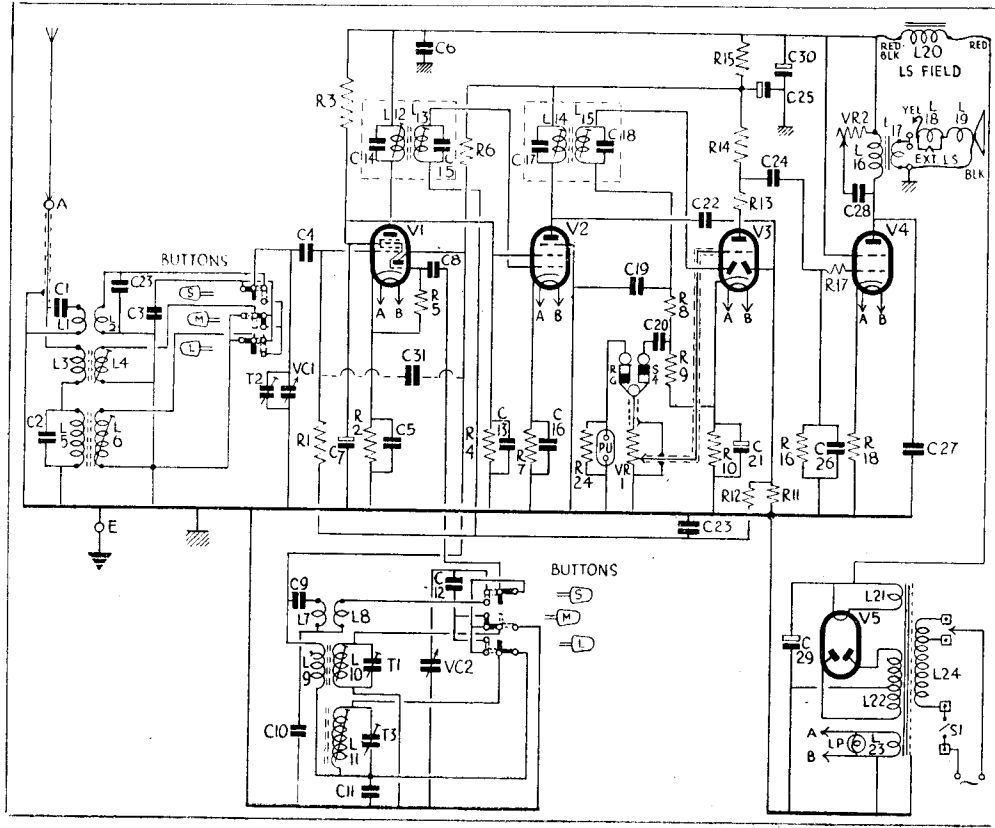 C6
R15
C30
RED
BLK
RED
L20
LS FIELD
R3
L12
L13
C14
C15
R6
L14
L15
C17
C18
C25
R14
VR2
L16
L17
YEL
L18
L19
EXT LS
BLK
C24
C28
R13
A
BUTTONS
C4
V1
C8
V2
C22
V3
V4
C1
C23
C3
S
M
L
L1
L2
R5
A B
C19
R8
A B
A B
R17
A B
L3
L4
T2
VC1
C31
C20
RG
S4
R9
C2
L5
L6
R1
C7
R2
C5
R4
C13
R7
C16
R24
PU
VR1
R10
C21
R12
R11
R16
C26
R18
C27
E
C23
BUTTONS
C9
L7
L8
C12
S
M
L
L9
L10
T1
VC2
C10
L11
T3
C11
L21
V5
C29
L22
L24
A
B
LP
L23
S1